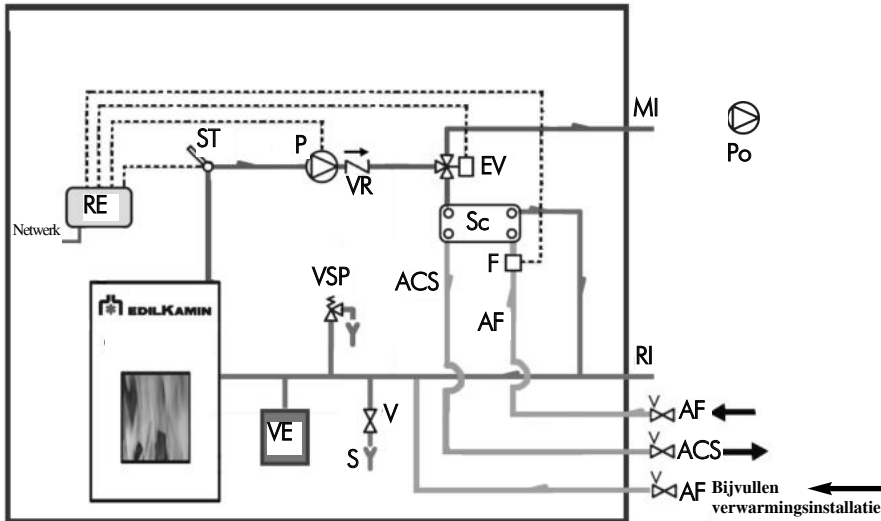 MI
ST
P
Po
VR
EV
RE
Sc
Netwerk
F
VSP
ACS
EDILKAMIN
AF
RI
V
AF
VE
V
S
V
ACS
V
AF Bijvullen
verwarmingsinstallatie